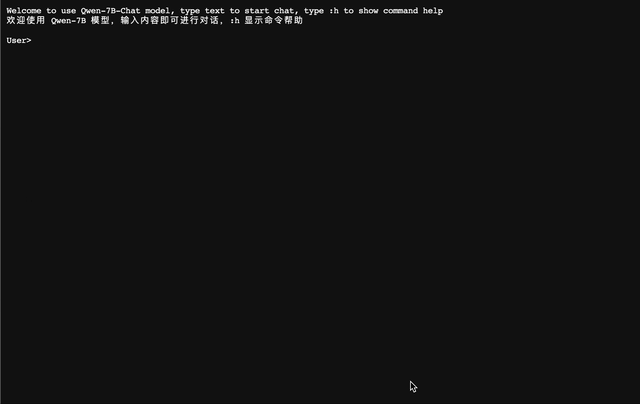 Welcome to use Qwen-7B-Chat model, type text to start chat, type :h to show command help
欢迎使用 Qwen-7B 模型，输入内容即可进行对话，:h 显示命令帮助
User>